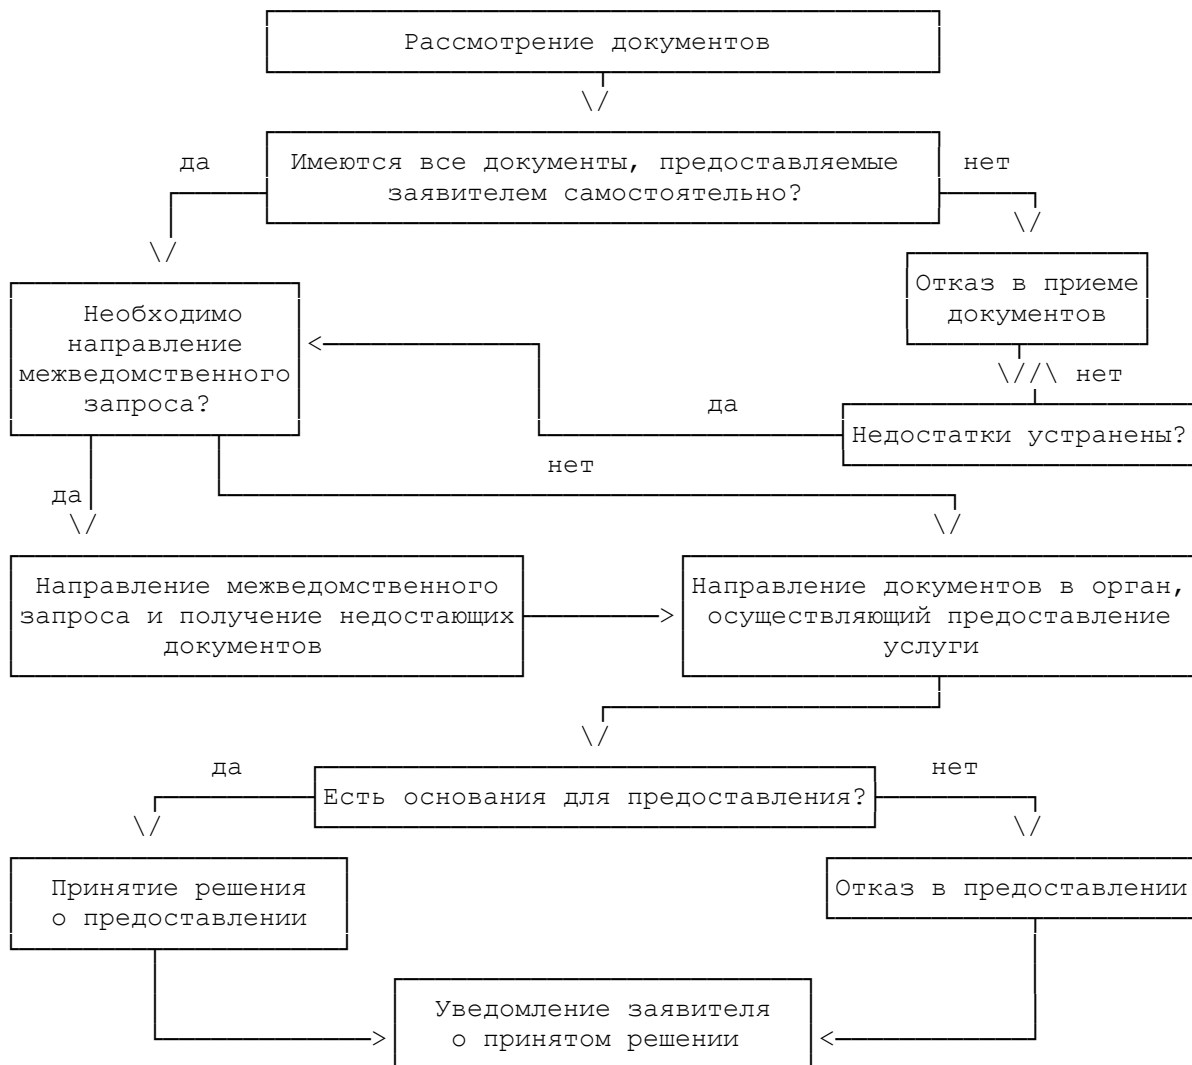 Рассмотрение документов
\/
да
Имеются все документы, предоставляемые
заявителем самостоятельно?
нет
\/
\/
Отказ в приеме
документов
Необходимо
направление
межведомственного
запроса?
<
\//\ нет
да
Недостатки устранены?
нет
да
\/
\/
Направление межведомственного
запроса и получение недостающих
документов
>
Направление документов в орган,
осуществляющий предоставление
услуги
\/
да
Есть основания для предоставления?
нет
\/
\/
Принятие решения
о предоставлении
Отказ в предоставлении
Уведомление заявителя
о принятом решении
>
<